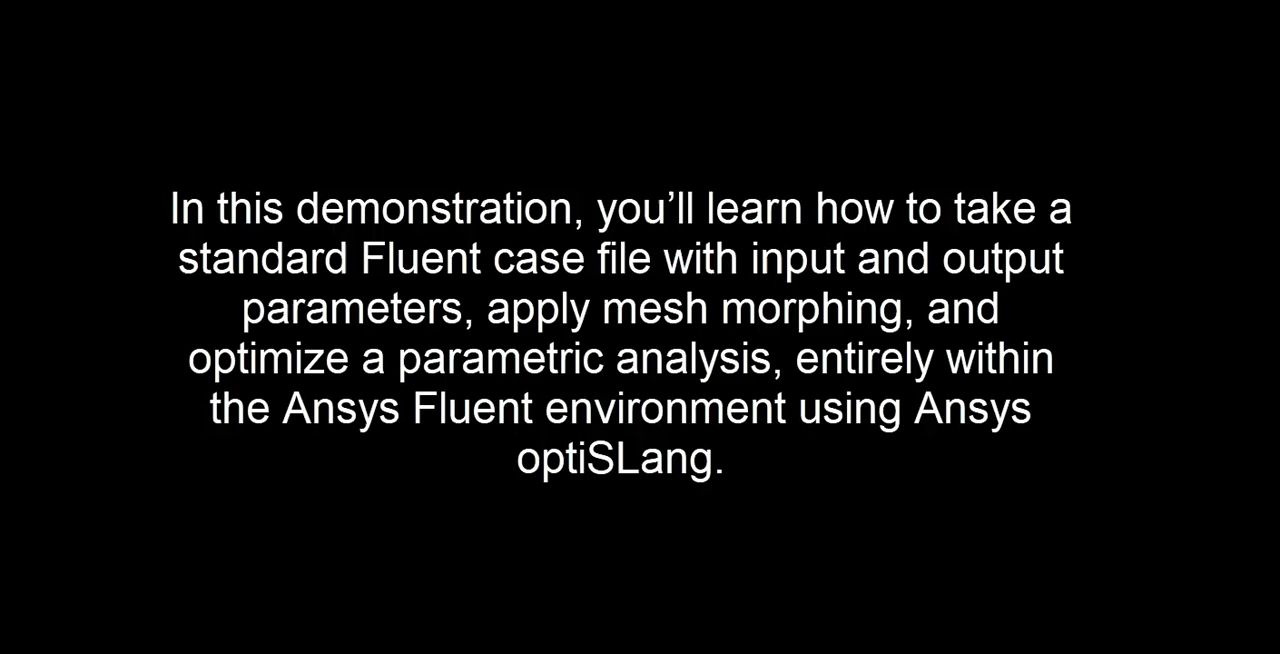 In this demonstration, you’ll learn how to take a
standard Fluent case file with input and output
parameters, apply mesh morphing, and
optimize a parametric analysis, entirely within
the Ansys Fluent environment using Ansys
optiSLang.